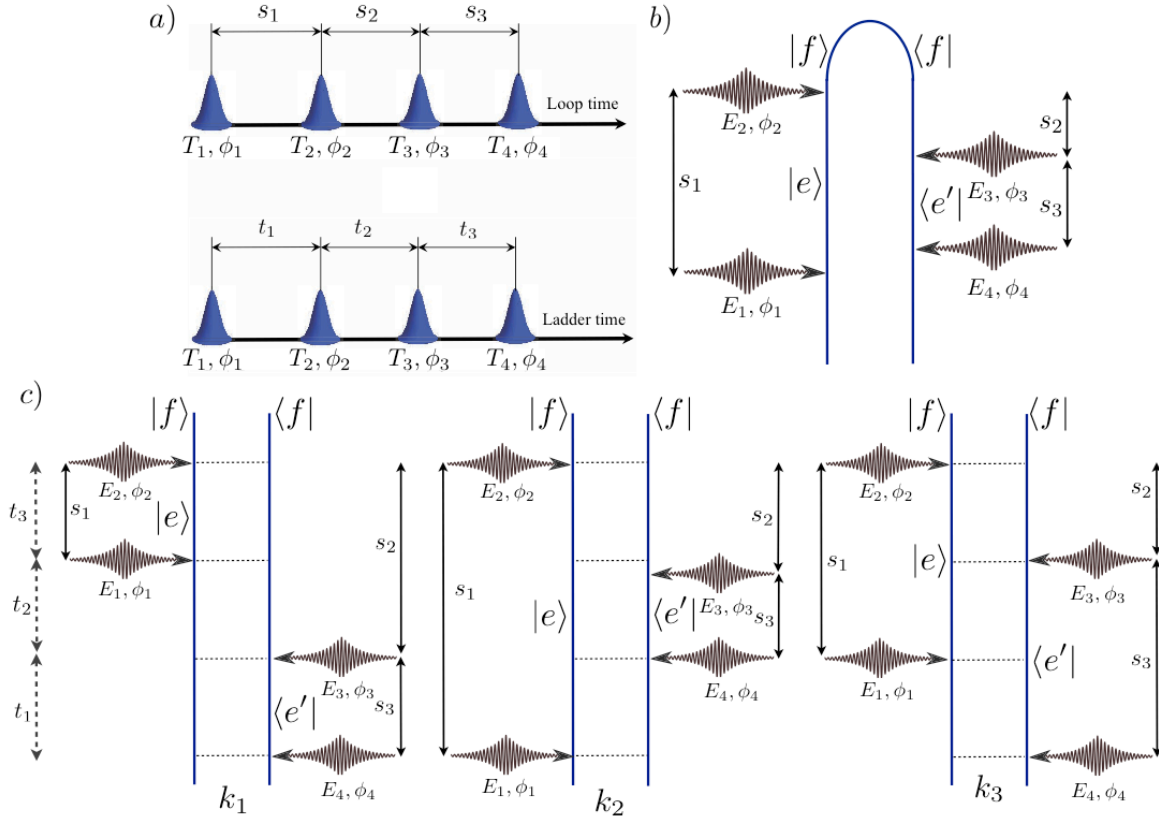 a)
s₁ s₂ s₃
Loop time
T₁, ϕ₁ T₂, ϕ₂ T₃, ϕ₃ T₄, ϕ₄
t₁ t₂ t₃
Ladder time
T₁, ϕ₁ T₂, ϕ₂ T₃, ϕ₃ T₄, ϕ₄
b)
|f⟩ ⟨f|
E₂, ϕ₂
s₂
E₃, ϕ₃
s₁ |e⟩ ⟨e′| s₃
E₁, ϕ₁
E₄, ϕ₄
c)
|f⟩ ⟨f|
E₂, ϕ₂
t₃ s₁ |e⟩
s₂
E₁, ϕ₁
t₂
E₃, ϕ₃
t₁ ⟨e′| s₃
E₄, ϕ₄
k₁
|f⟩ ⟨f|
E₂, ϕ₂
s₂
s₁ |e⟩ ⟨e′| E₃, ϕ₃ s₃
E₄, ϕ₄
E₁, ϕ₁
k₂
|f⟩ ⟨f|
E₂, ϕ₂
s₂
s₁ |e⟩
E₃, ϕ₃
E₁, ϕ₁
⟨e′| s₃
E₄, ϕ₄
k₃